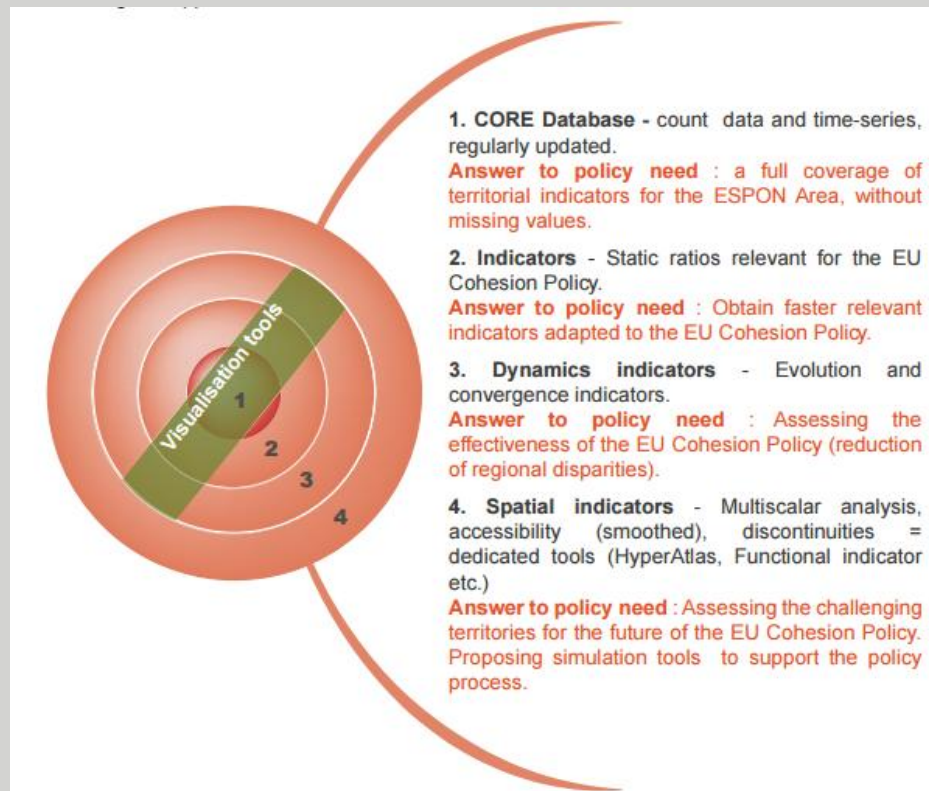 1. CORE Database - count data and time-series,
regularly updated.
Answer to policy need : a full coverage of
territorial indicators for the ESPON Area, without
missing values.
2. Indicators - Static ratios relevant for the EU
Cohesion Policy.
Answer to policy need : Obtain faster relevant
indicators adapted to the EU Cohesion Policy.
3. Dynamics indicators - Evolution and
convergence indicators.
Answer to policy need : Assessing the
effectiveness of the EU Cohesion Policy (reduction
of regional disparities).
4. Spatial indicators - Multiscalar analysis,
accessibility (smoothed), discontinuities =
dedicated tools (HyperAtlas, Functional indicator
etc.)
Answer to policy need : Assessing the challenging
territories for the future of the EU Cohesion Policy.
Proposing simulation tools to support the policy
process.
Visualisation tools
1
2
3
4